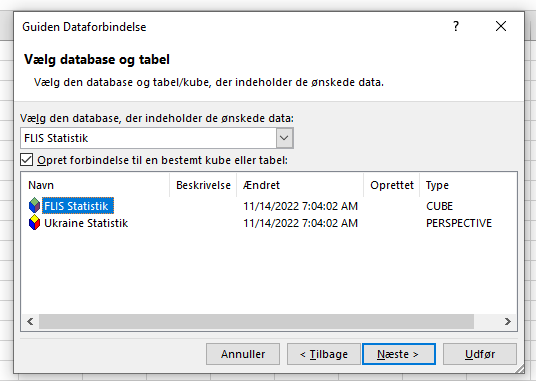 Guiden Dataforbindelse
?
Vælg database og tabel
Vælg den database og tabel/kube, der indeholder de ønskede data.
Vælg den database, der indeholder de ønskede data:
FLIS Statistik
Opret forbindelse til en bestemt kube eller tabel:
Navn Beskrivelse Ændret Oprettet Type
FLIS Statistik 11/14/2022 7:04:02 AM CUBE
Ukraine Statistik 11/14/2022 7:04:02 AM PERSPECTIVE
Annuller < Tilbage Næste > Udfør